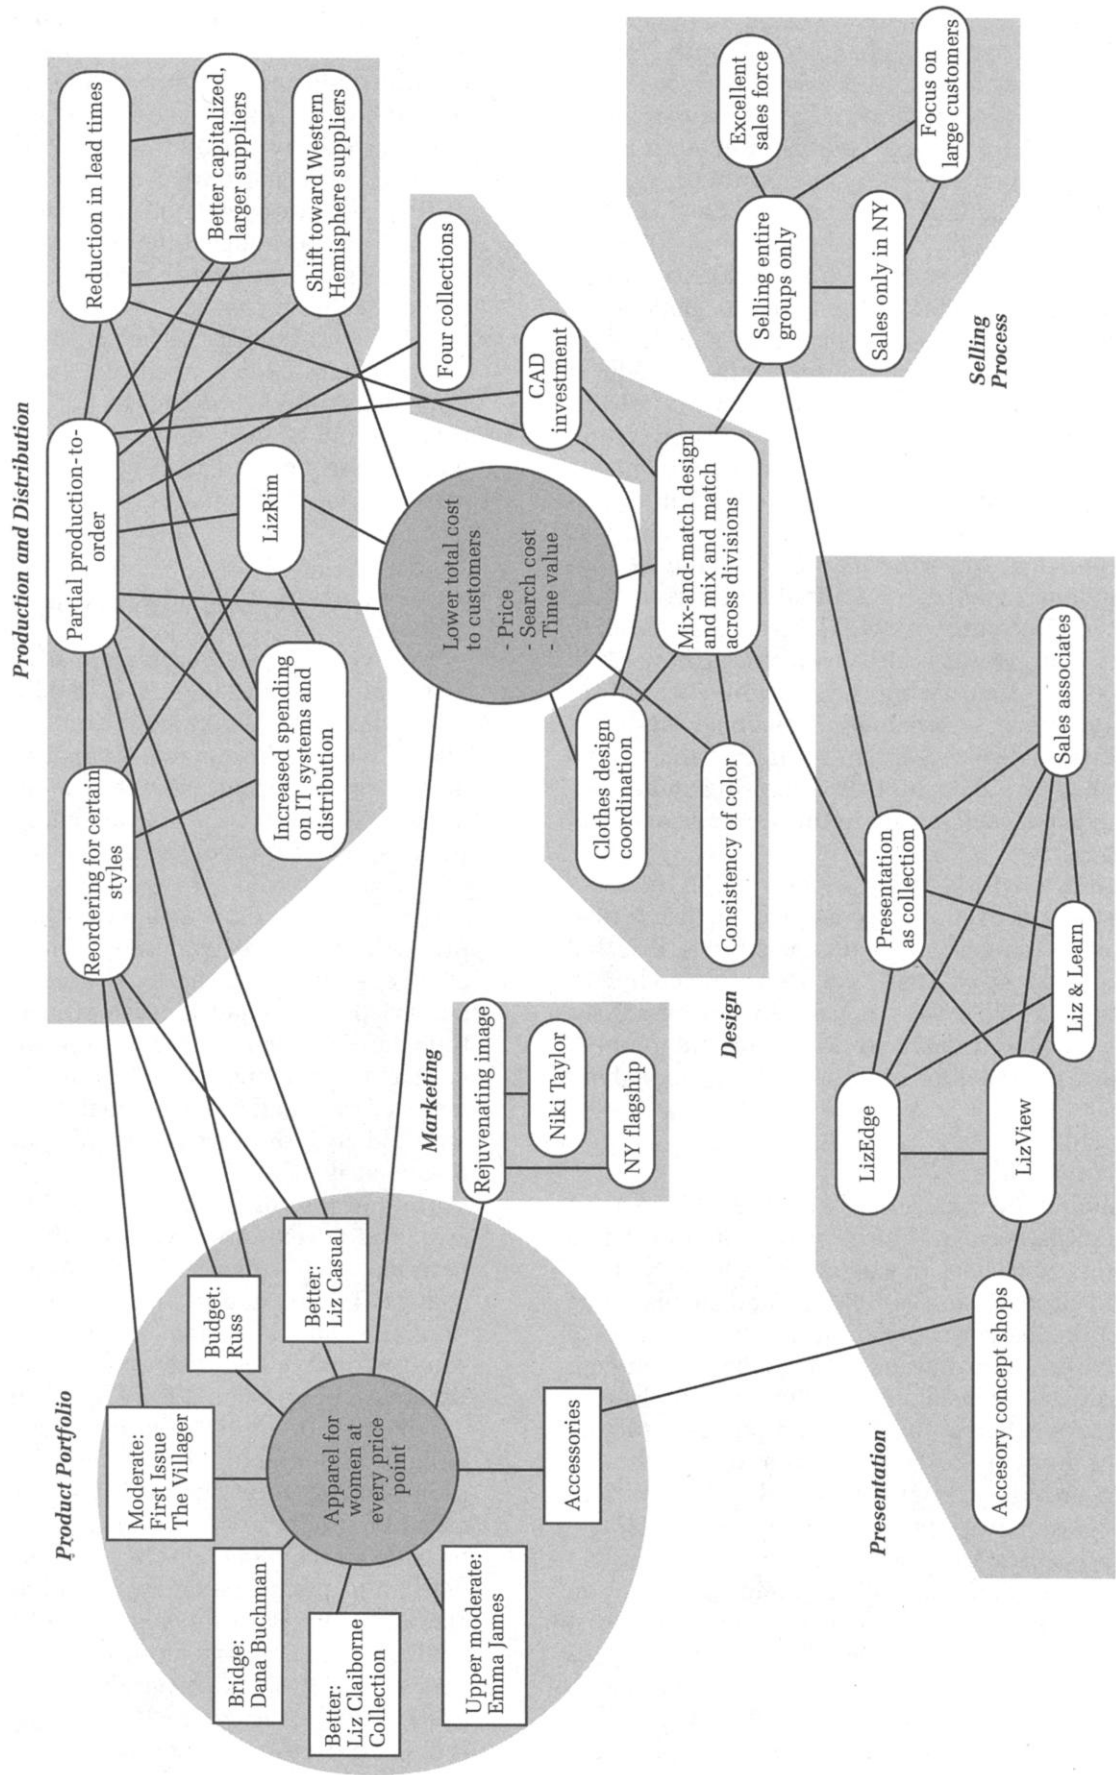 Product Portfolio
Moderate:
First Issue
The Villager
Bridge:
Dana Buchman
Budget:
Russ
Better:
Liz Claiborne
Collection
Better:
Liz Casual
Apparel for
women at
every price
point
Upper moderate:
Emma James
Accessories
Marketing
Rejuvenating image
Niki Taylor
NY flagship
Production and Distribution
Reordering for certain
styles
Partial production-to-
order
Reduction in lead times
Better capitalized,
larger suppliers
Increased spending
on IT systems and
distribution
LizRim
Shift toward Western
Hemisphere suppliers
Lower total cost
to customers
- Price
- Search cost
- Time value
Four collections
CAD
investment
Clothes design
coordination
Mix-and-match design
and mix and match
across divisions
Consistency of color
Design
Selling entire
groups only
Excellent
sales force
Sales only in NY
Focus on
large customers
Selling
Process
Presentation
LizEdge
Presentation
as collection
Accesory concept shops
LizView
Liz & Learn
Sales associates